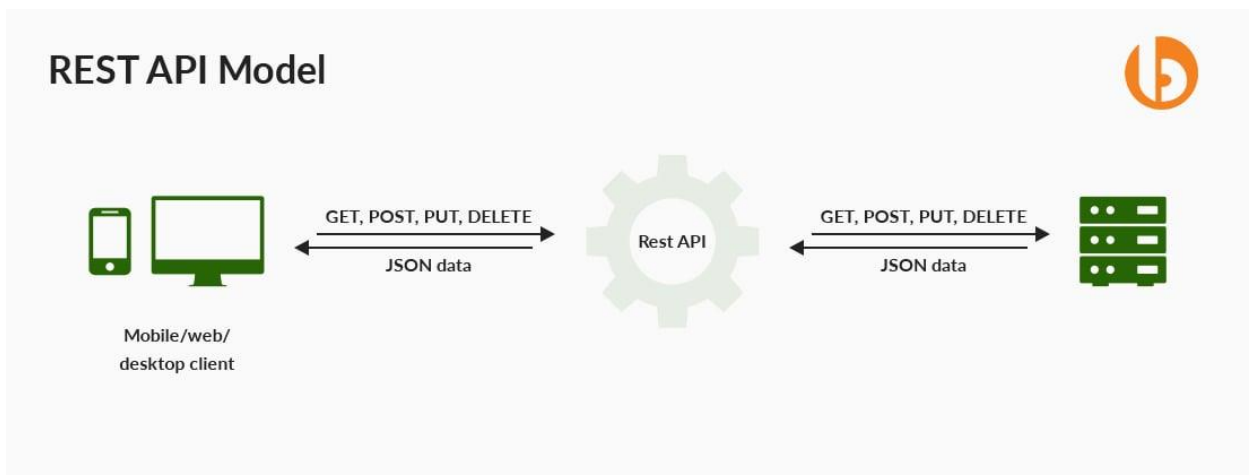 REST API Model
GET, POST, PUT, DELETE
JSON data
Rest API
GET, POST, PUT, DELETE
JSON data
Mobile/web/
desktop client